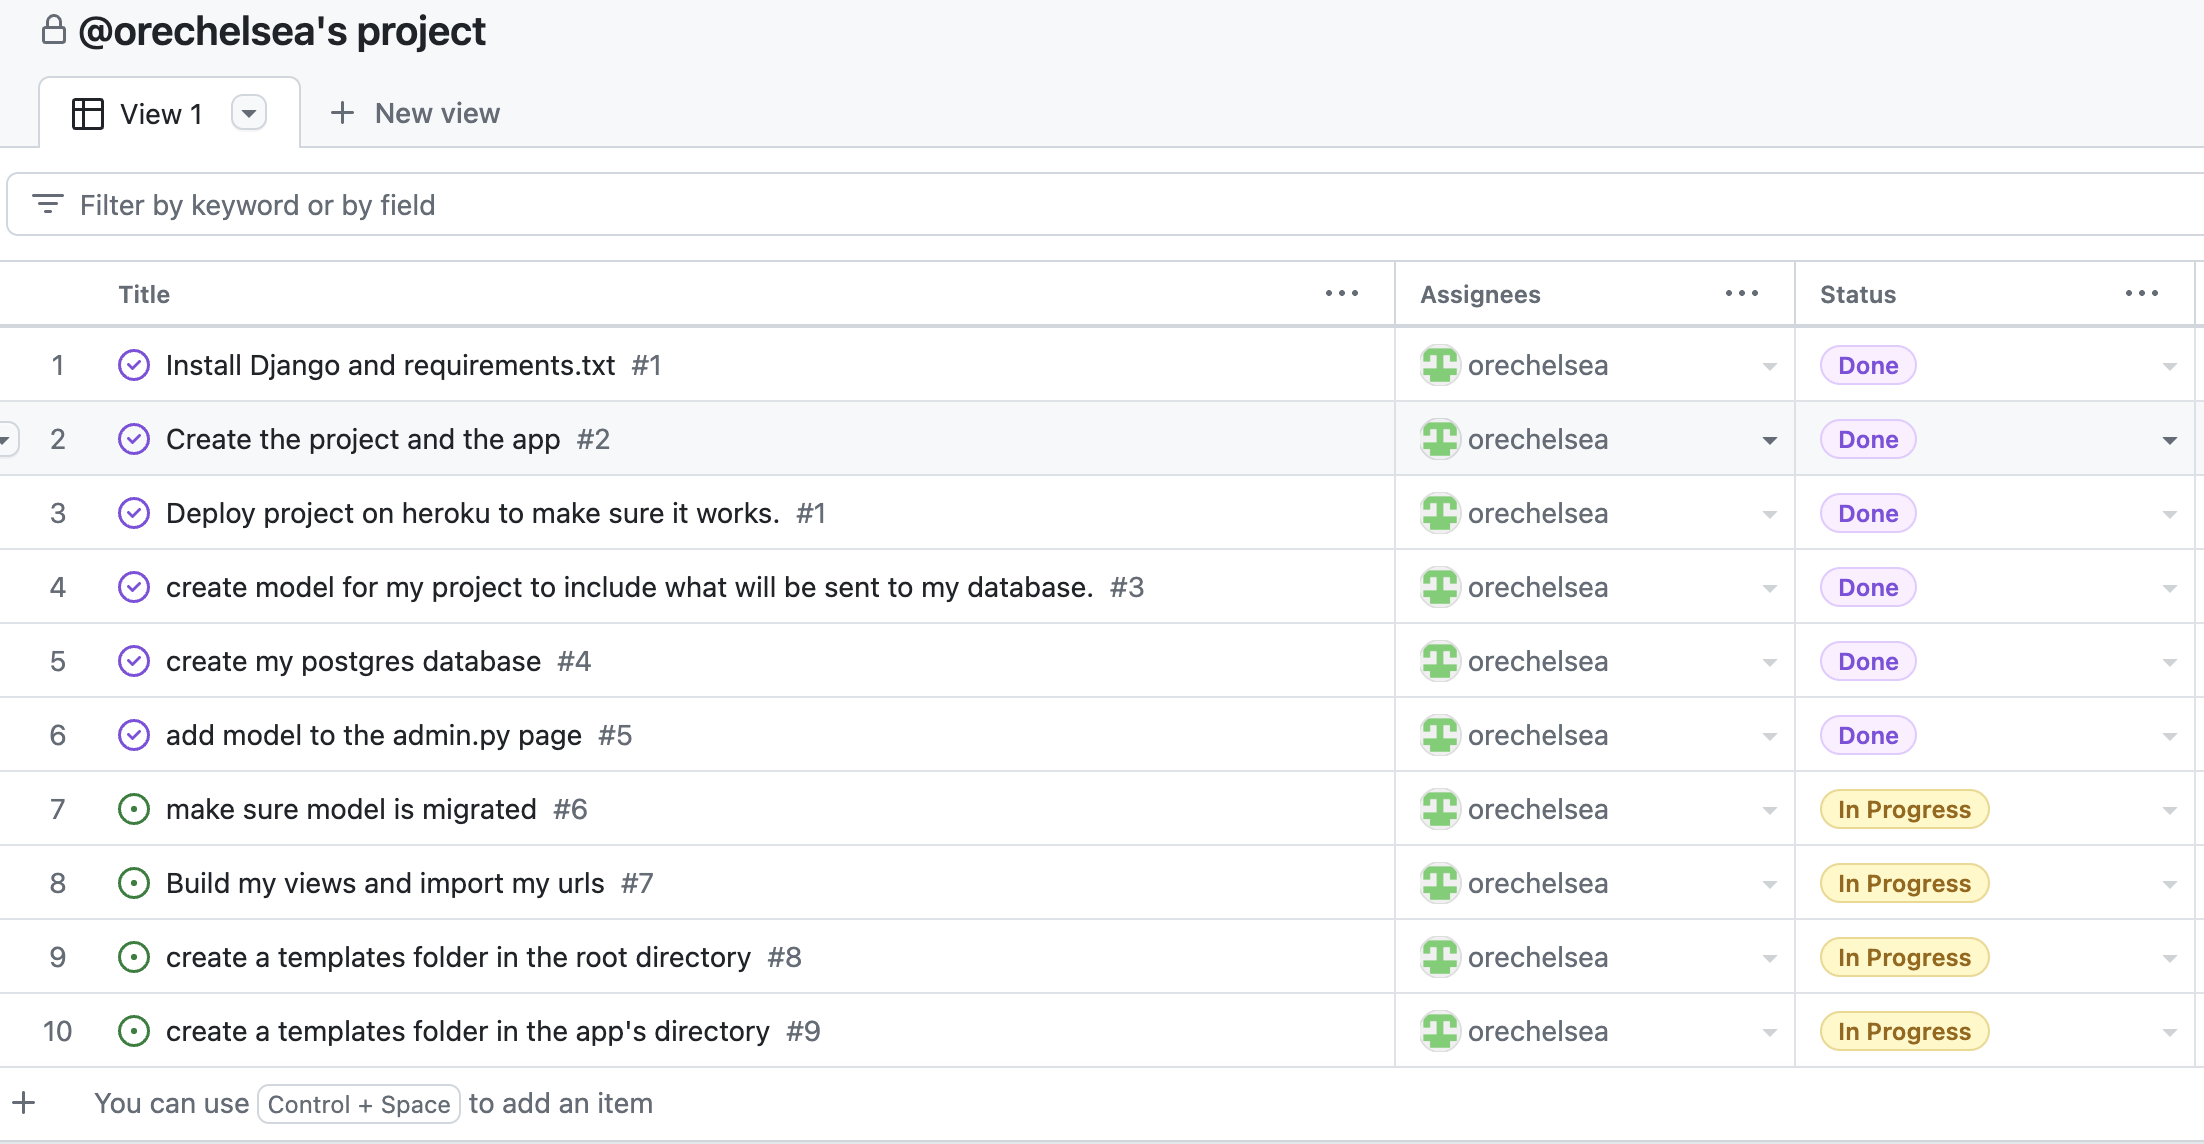 @orechelsea's project
View 1 New view
Filter by keyword or by field
Title Assignees Status
1 Install Django and requirements.txt #1 orechelsea Done
2 Create the project and the app #2 orechelsea Done
3 Deploy project on heroku to make sure it works. #1 orechelsea Done
4 create model for my project to include what will be sent to my database. #3 orechelsea Done
5 create my postgres database #4 orechelsea Done
6 add model to the admin.py page #5 orechelsea Done
7 make sure model is migrated #6 orechelsea In Progress
8 Build my views and import my urls #7 orechelsea In Progress
9 create a templates folder in the root directory #8 orechelsea In Progress
10 create a templates folder in the app's directory #9 orechelsea In Progress
You can use Control + Space to add an item